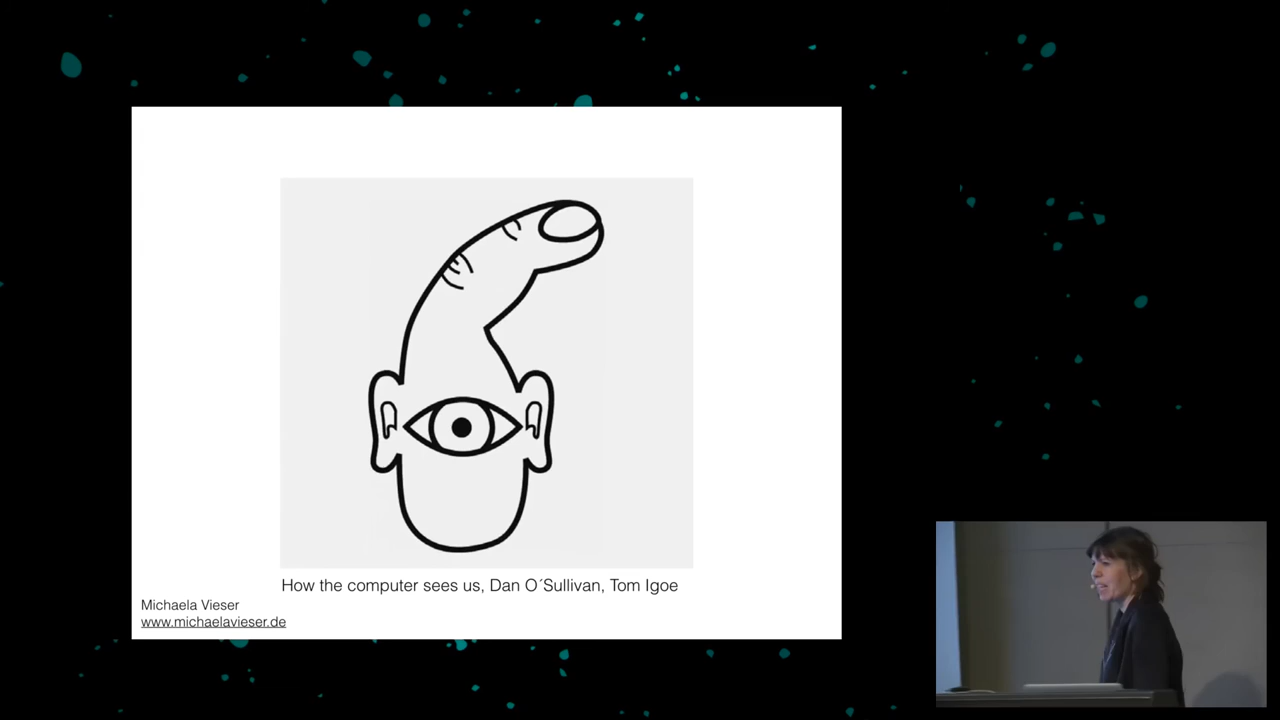 How the computer sees us, Dan O´Sullivan, Tom Igoe
Michaela Vieser
www.michaelavieser.de